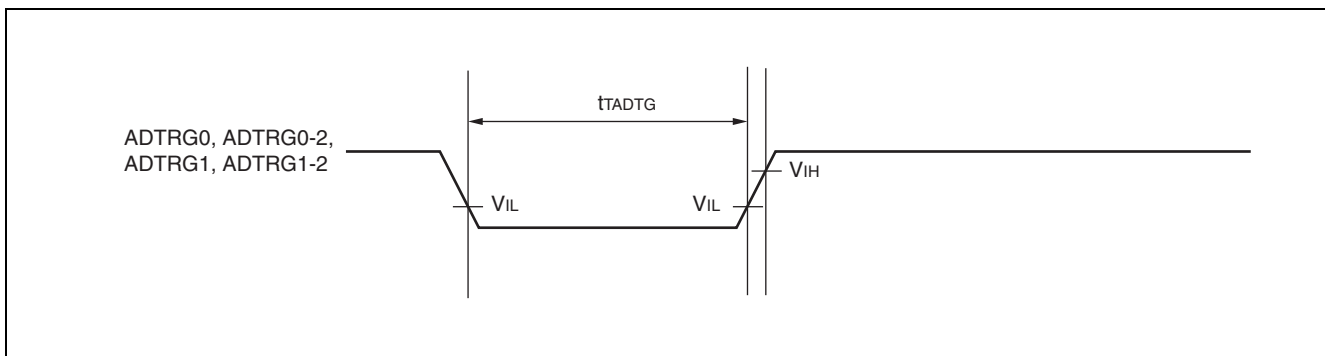 tTADTG
ADTRG0, ADTRG0-2,
ADTRG1, ADTRG1-2
VIH
VIL
VIL